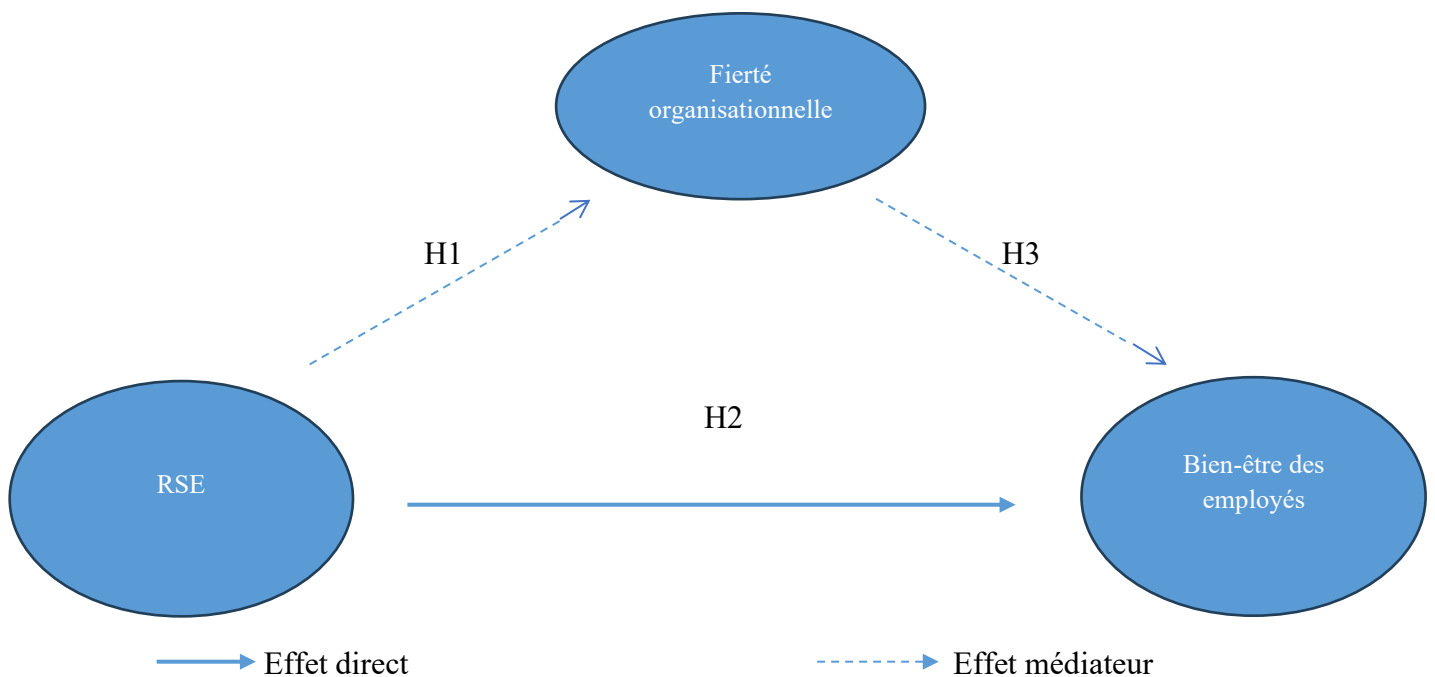 Fierté
organisationnelle
H1
H3
H2
RSE
Bien-être des
employés
Effet direct
Effet médiateur